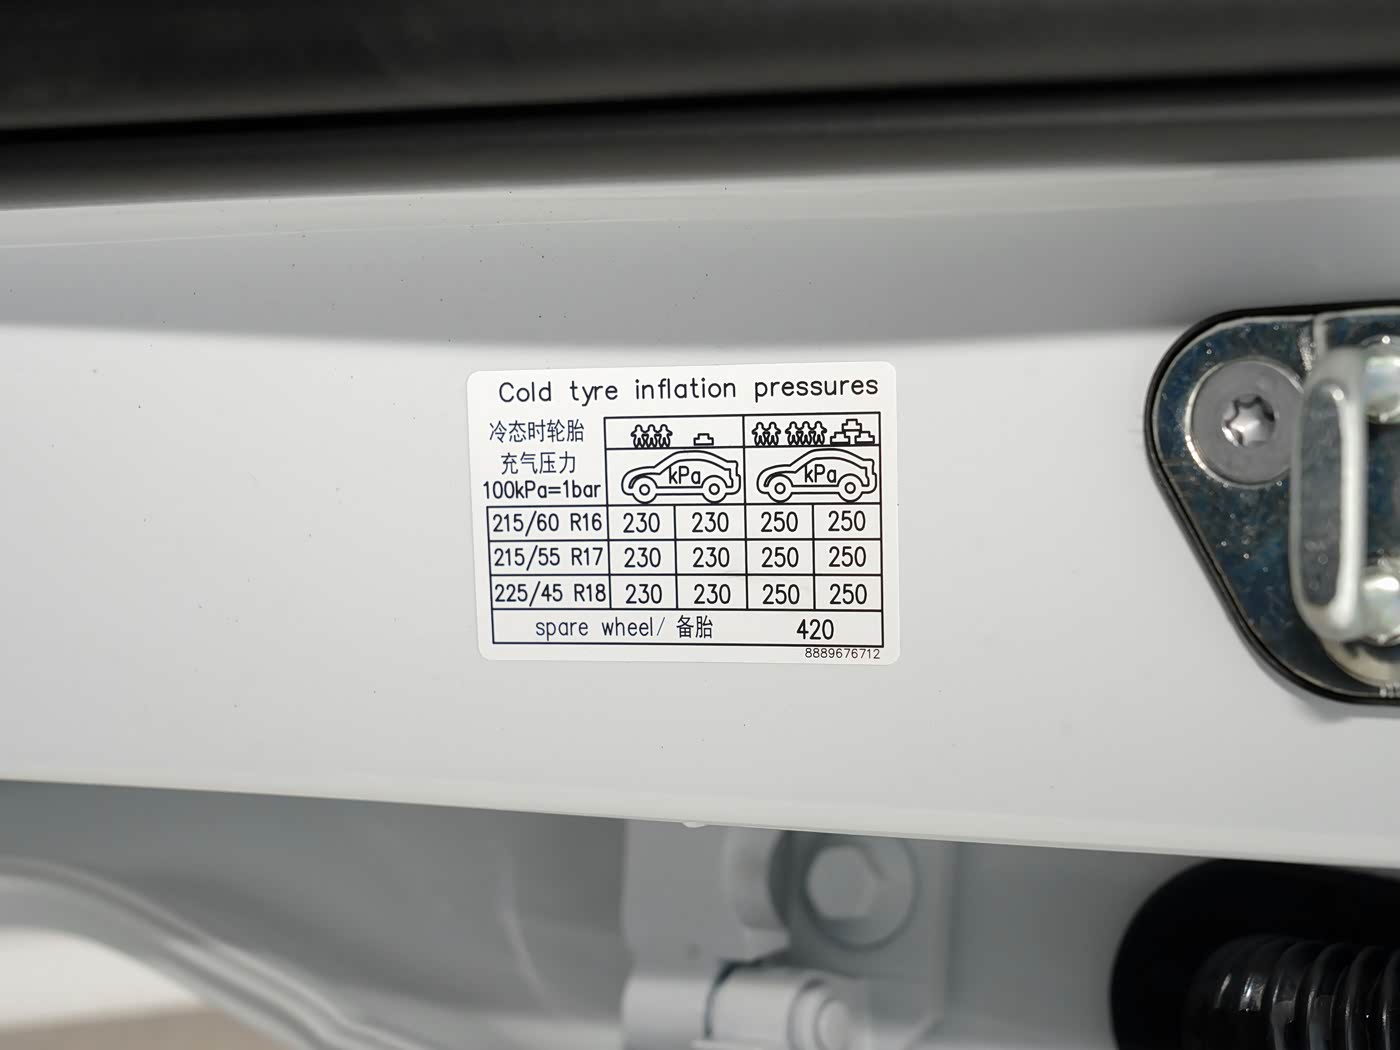 Cold tyre inflation pressures
冷态时轮胎
充气压力
100kPa=1bar
kPa kPa
215/60 R16 230 230 250 250
215/55 R17 230 230 250 250
225/45 R18 230 230 250 250
spare wheel/ 备胎 420
8889676712